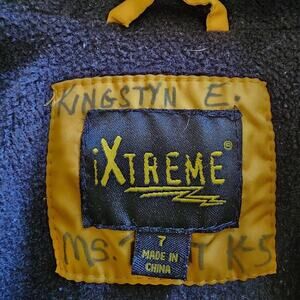 KINGSTYN E.
iXTREME®
7
MADE IN
CHINA
MS. T K-5